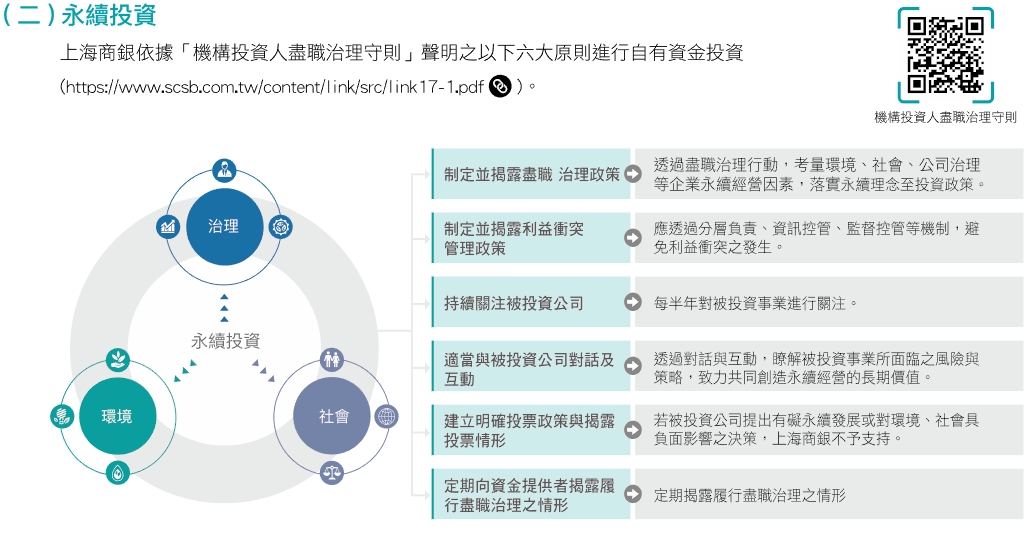 (二)永續投資
上海商銀依據「機構投資人盡職治理守則」聲明之以下六大原則進行自有資金投資
(https://www.scsb.com.tw/content/link/src/link17-1.pdf)。
機構投資人盡職治理守則
治理
永續投資
環境
社會
制定並揭露盡職 治理政策
透過盡職治理行動，考量環境、社會、公司治理
等企業永續經營因素，落實永續理念至投資政策。
制定並揭露利益衝突
管理政策
應透過分層負責、資訊控管、監督控管等機制，避
免利益衝突之發生。
持續關注被投資公司
每半年對被投資事業進行關注。
適當與被投資公司對話及
互動
透過對話與互動，瞭解被投資事業所面臨之風險與
策略，致力共同創造永續經營的長期價值。
建立明確投票政策與揭露
投票情形
若被投資公司提出有礙永續發展或對環境、社會具
負面影響之決策，上海商銀不予支持。
定期向資金提供者揭露履
行盡職治理之情形
定期揭露履行盡職治理之情形